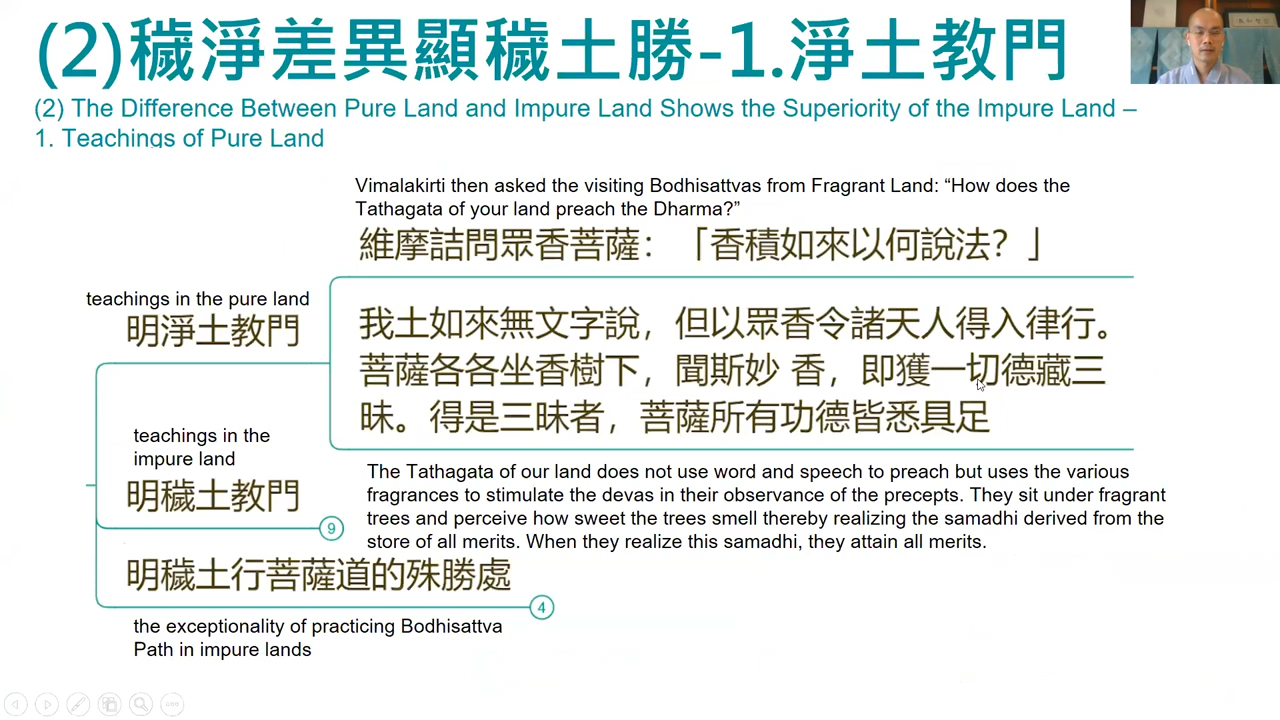 (2)穢淨差異顯穢土勝-1.淨土教門
(2) The Difference Between Pure Land and Impure Land Shows the Superiority of the Impure Land –
1. Teachings of Pure Land
Vimalakirti then asked the visiting Bodhisattvas from Fragrant Land: “How does the
Tathagata of your land preach the Dharma?”
維摩詰問眾香菩薩：「香積如來以何說法？」
teachings in the pure land
明淨土教門
我土如來無文字說，但以眾香令諸天人得入律行。
菩薩各各坐香樹下，聞斯妙 香，即獲一切德藏三
昧。得是三昧者，菩薩所有功德皆悉具足
teachings in the
impure land
明穢土教門
9
The Tathagata of our land does not use word and speech to preach but uses the various
fragrances to stimulate the devas in their observance of the precepts. They sit under fragrant
trees and perceive how sweet the trees smell thereby realizing the samadhi derived from the
store of all merits. When they realize this samadhi, they attain all merits.
明穢土行菩薩道的殊勝處
4
the exceptionality of practicing Bodhisattva
Path in impure lands